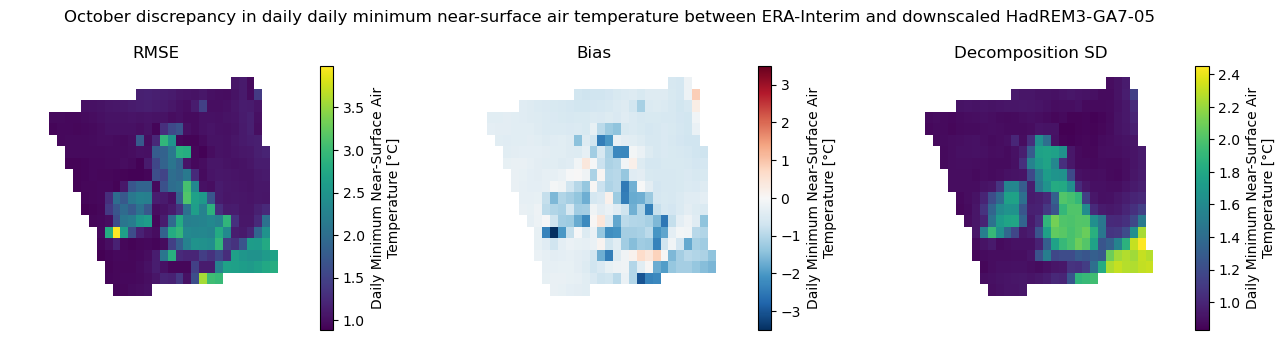 October discrepancy in daily daily minimum near-surface air temperature between ERA-Interim and downscaled HadREM3-GA7-05
RMSE
3.5
3.0
2.5
2.0
1.5
1.0
Daily Minimum Near-Surface Air
Temperature [°C]
Bias
3
2
1
0
−1
−2
−3
Daily Minimum Near-Surface Air
Temperature [°C]
Decomposition SD
2.4
2.2
2.0
1.8
1.6
1.4
1.2
1.0
Daily Minimum Near-Surface Air
Temperature [°C]